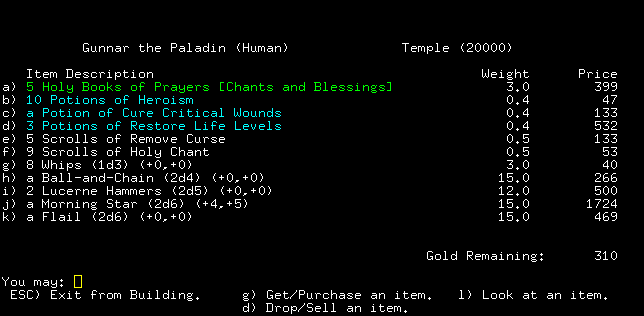 Gunnar the Paladin (Human) Temple (20000)
Item Description Weight Price
a) 5 Holy Books of Prayers [Chants and Blessings] 3.0 399
b) 10 Potions of Heroism 0.4 47
c) a Potion of Cure Critical Wounds 0.4 133
d) 3 Potions of Restore Life Levels 0.4 532
e) 5 Scrolls of Remove Curse 0.5 133
f) 9 Scrolls of Holy Chant 0.5 53
g) 8 Whips (1d3) (+0,+0) 3.0 40
h) a Ball-and-Chain (2d4) (+0,+0) 15.0 266
i) 2 Lucerne Hammers (2d5) (+0,+0) 12.0 500
j) a Morning Star (2d6) (+4,+5) 15.0 1724
k) a Flail (2d6) (+0,+0) 15.0 469
Gold Remaining: 310
You may:
ESC) Exit from Building. g) Get/Purchase an item. l) Look at an item.
d) Drop/Sell an item.